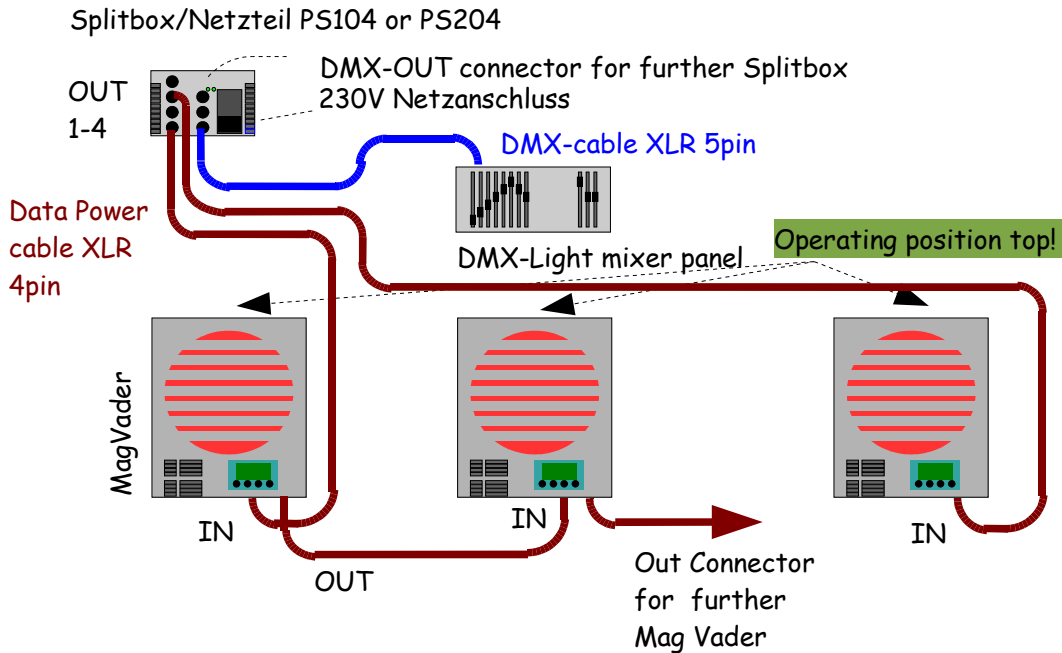 Splitbox/Netzteil PS104 or PS204
OUT
1-4
DMX-OUT connector for further Splitbox
230V Netzanschluss
DMX-cable XLR 5pin
Data Power
cable XLR
4pin
DMX-Light mixer panel
Operating position top!
MagVader
IN
OUT
IN
Out Connector
for further
Mag Vader
IN